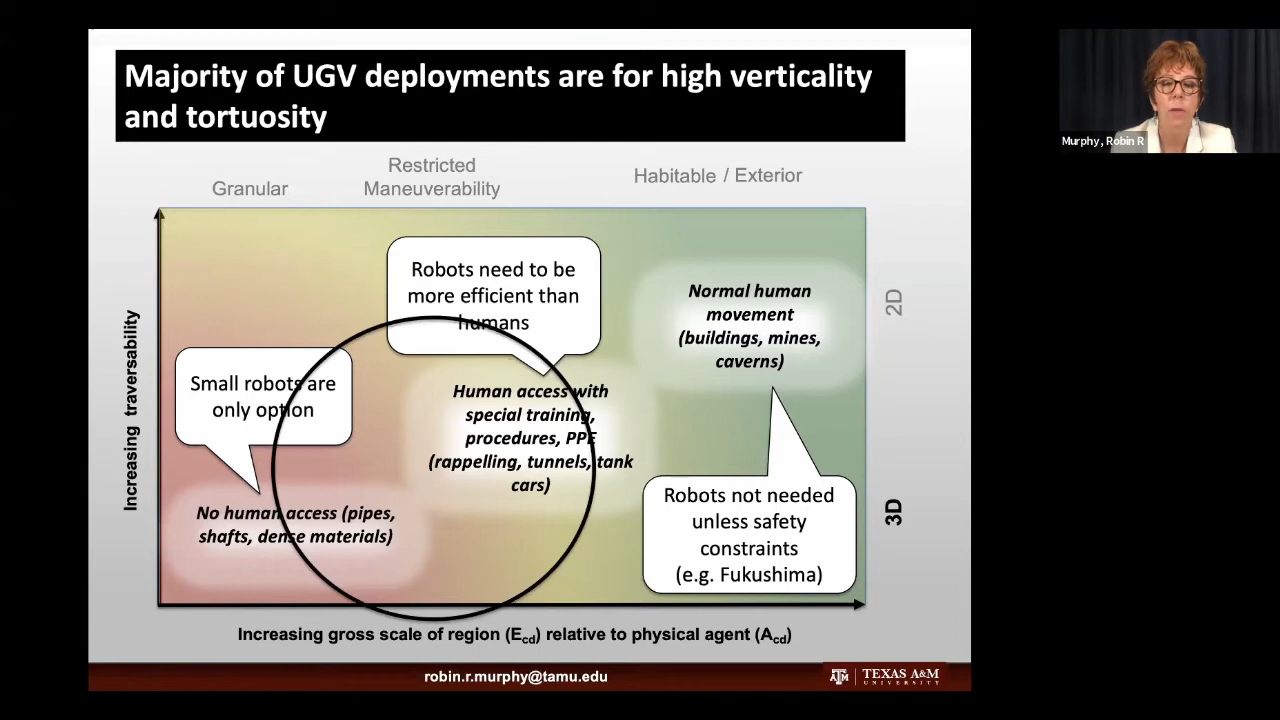 Majority of UGV deployments are for high verticality
and tortuosity
Murphy, Robin R
Granular
Restricted
Maneuverability
Habitable / Exterior
Increasing traversability
Robots need to be
more efficient than
humans
Normal human
movement
(buildings, mines,
caverns)
2D
Small robots are
only option
Human access with
special training,
procedures, PPE
(rappelling, tunnels, tank
cars)
No human access (pipes,
shafts, dense materials)
Robots not needed
unless safety
constraints
(e.g. Fukushima)
3D
Increasing gross scale of region (Ecd) relative to physical agent (Acd)
robin.r.murphy@tamu.edu
ATM
TEXAS A&M
UNIVERSITY